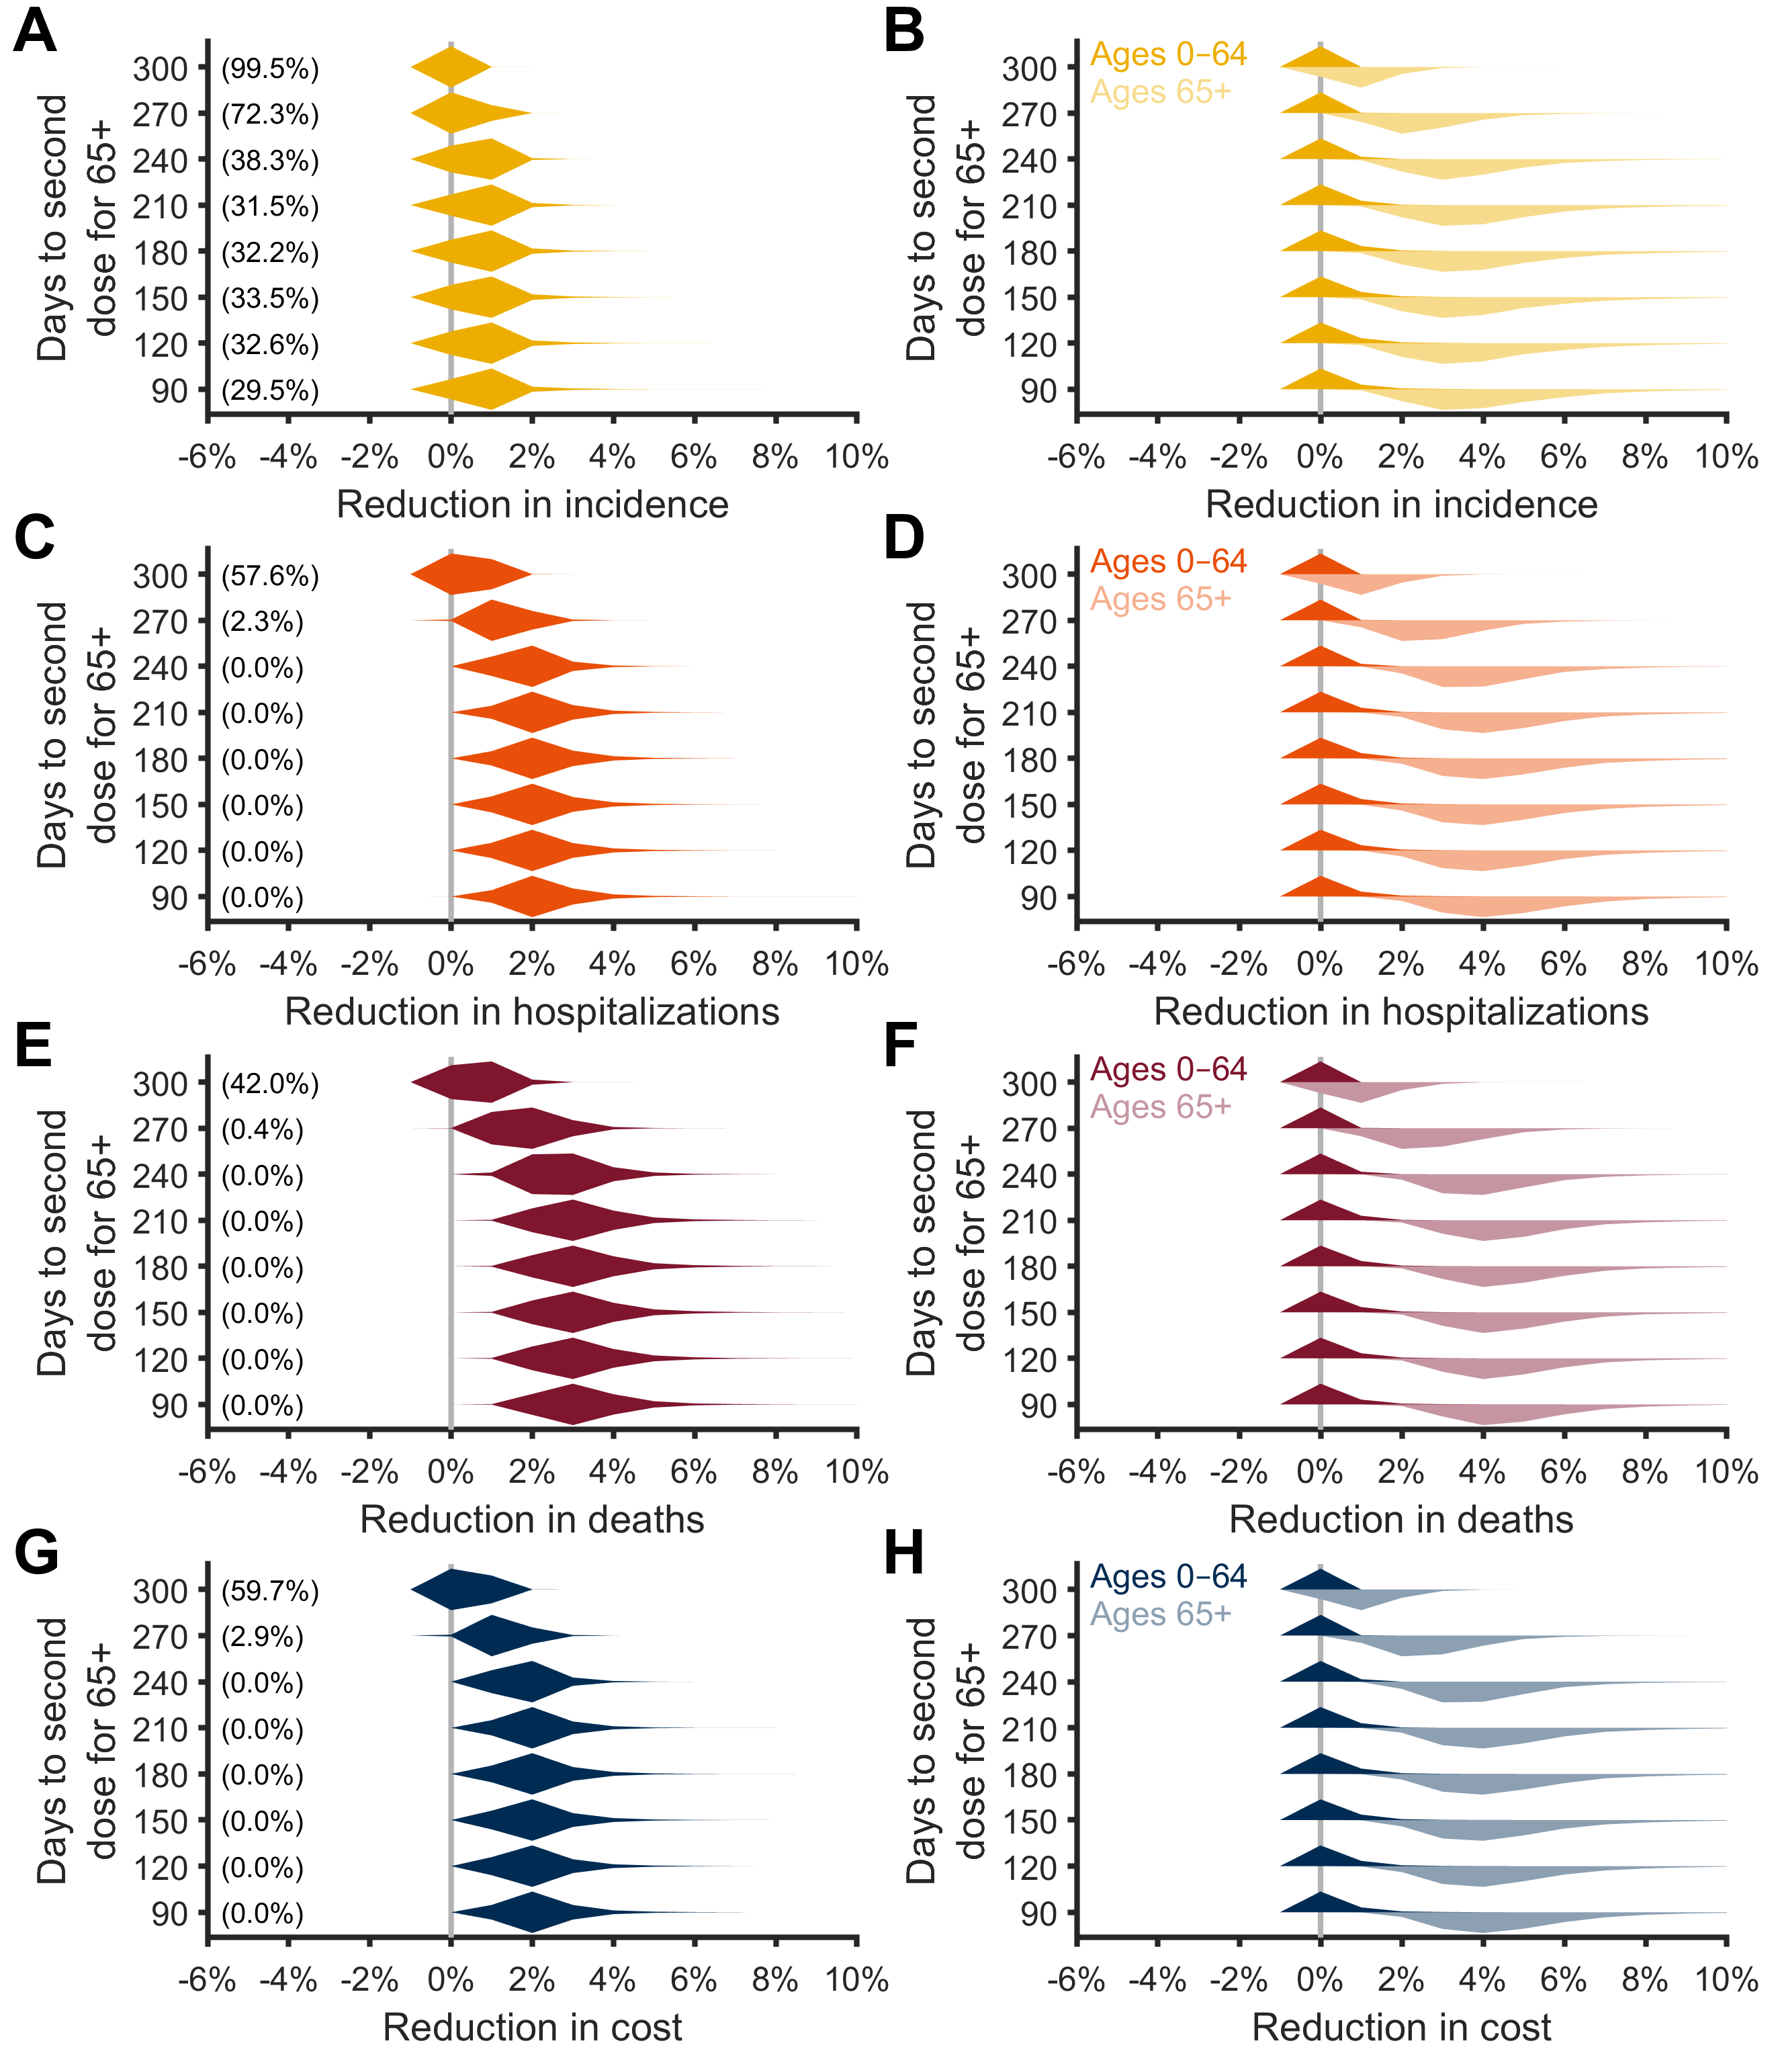 A
Days to second
dose for 65+
300 (99.5%)
270 (72.3%)
240 (38.3%)
210 (31.5%)
180 (32.2%)
150 (33.5%)
120 (32.6%)
90 (29.5%)
-6% -4% -2% 0% 2% 4% 6% 8% 10%
Reduction in incidence
B
Days to second
dose for 65+
Ages 0-64
Ages 65+
300
270
240
210
180
150
120
90
-6% -4% -2% 0% 2% 4% 6% 8% 10%
Reduction in incidence
C
Days to second
dose for 65+
300 (57.6%)
270 (2.3%)
240 (0.0%)
210 (0.0%)
180 (0.0%)
150 (0.0%)
120 (0.0%)
90 (0.0%)
-6% -4% -2% 0% 2% 4% 6% 8% 10%
Reduction in hospitalizations
D
Days to second
dose for 65+
Ages 0-64
Ages 65+
300
270
240
210
180
150
120
90
-6% -4% -2% 0% 2% 4% 6% 8% 10%
Reduction in hospitalizations
E
Days to second
dose for 65+
300 (42.0%)
270 (0.4%)
240 (0.0%)
210 (0.0%)
180 (0.0%)
150 (0.0%)
120 (0.0%)
90 (0.0%)
-6% -4% -2% 0% 2% 4% 6% 8% 10%
Reduction in deaths
F
Days to second
dose for 65+
Ages 0-64
Ages 65+
300
270
240
210
180
150
120
90
-6% -4% -2% 0% 2% 4% 6% 8% 10%
Reduction in deaths
G
Days to second
dose for 65+
300 (59.7%)
270 (2.9%)
240 (0.0%)
210 (0.0%)
180 (0.0%)
150 (0.0%)
120 (0.0%)
90 (0.0%)
-6% -4% -2% 0% 2% 4% 6% 8% 10%
Reduction in cost
H
Days to second
dose for 65+
Ages 0-64
Ages 65+
300
270
240
210
180
150
120
90
-6% -4% -2% 0% 2% 4% 6% 8% 10%
Reduction in cost